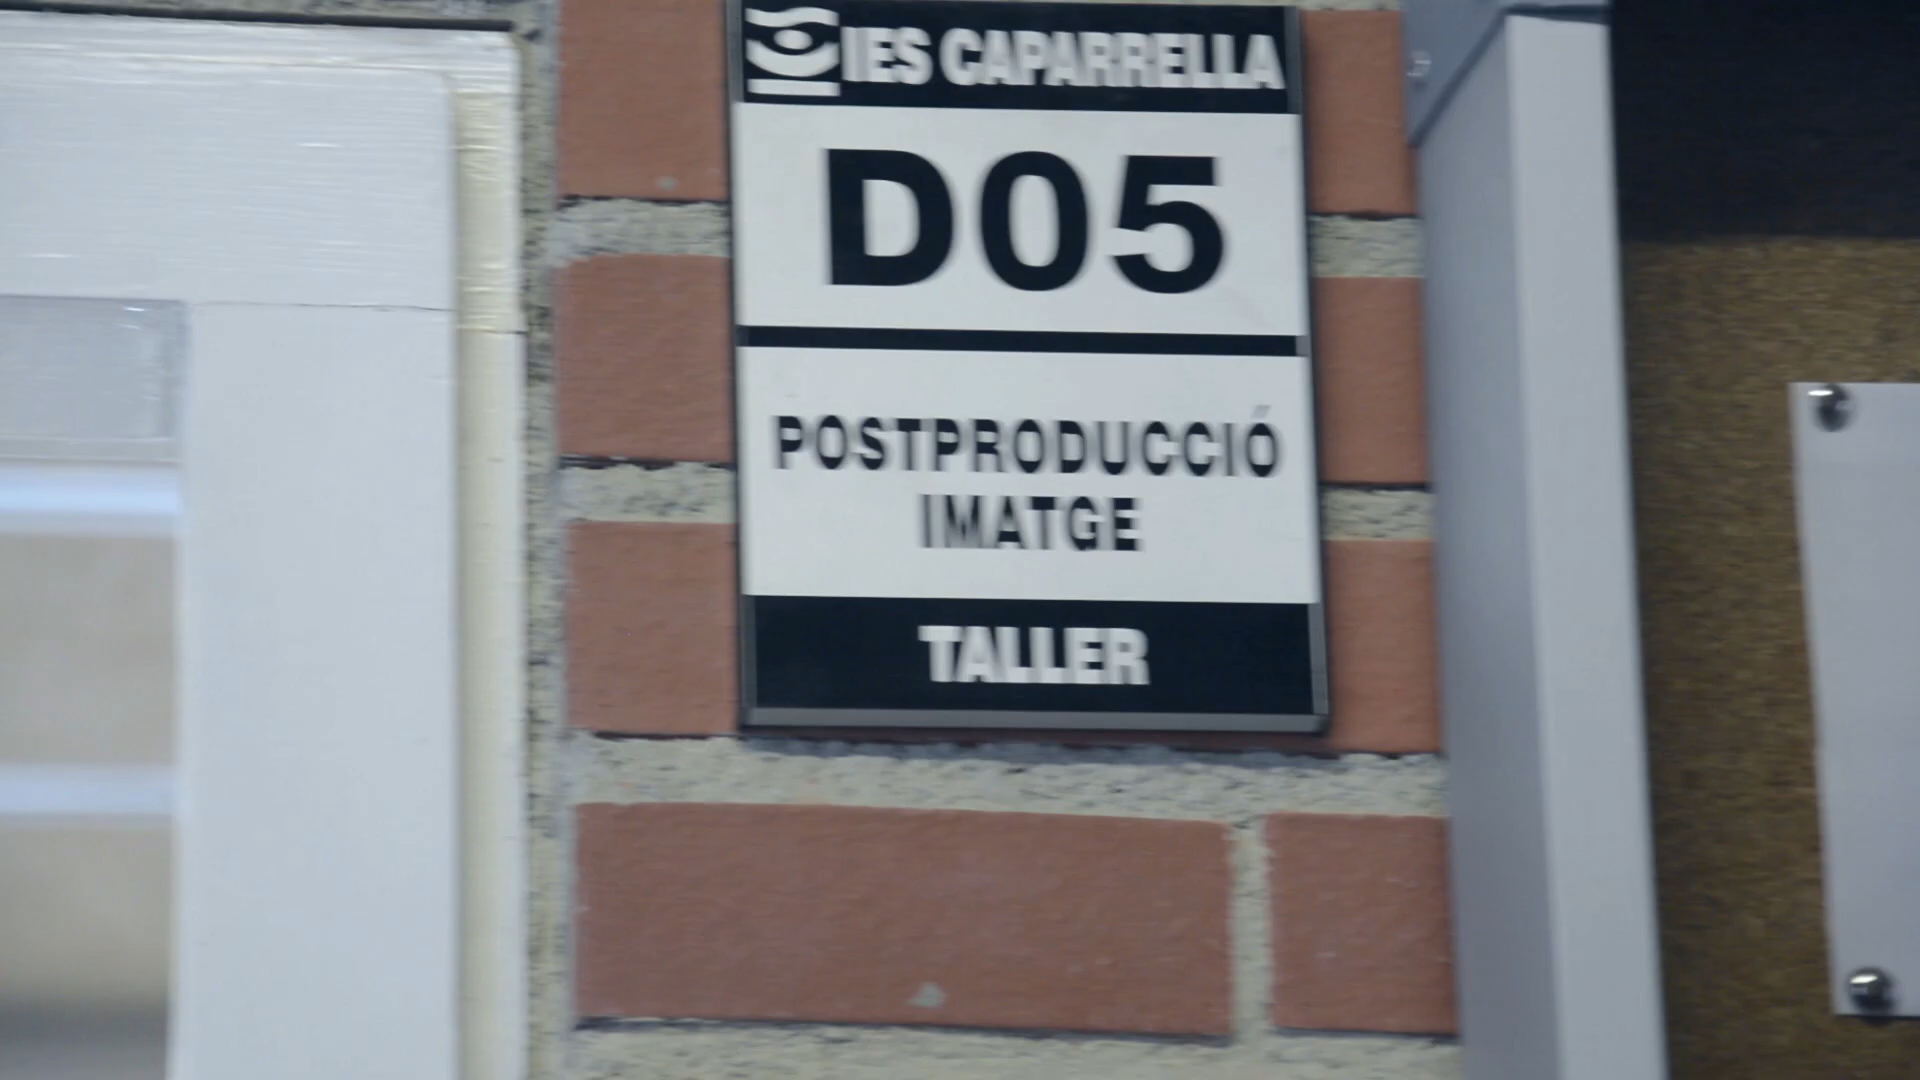 IES CAPARRELLA
D05
POSTPRODUCCIÓ
IMATGE
TALLER